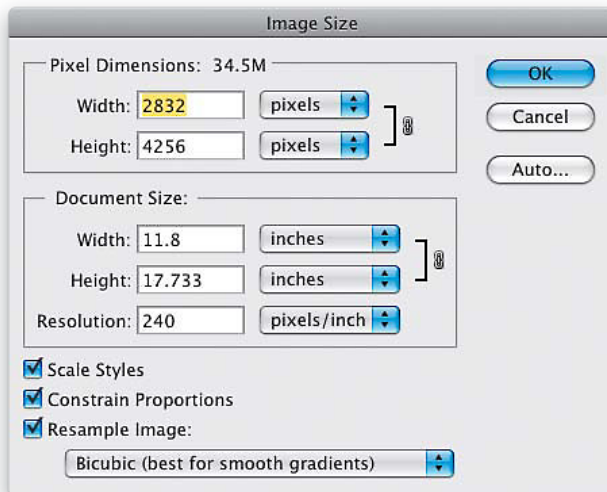 Image Size
Pixel Dimensions: 34.5M
Width: 2832 pixels
Height: 4256 pixels
OK
Cancel
Auto...
Document Size:
Width: 11.8 inches
Height: 17.733 inches
Resolution: 240 pixels/inch
Scale Styles
Constrain Proportions
Resample Image:
Bicubic (best for smooth gradients)